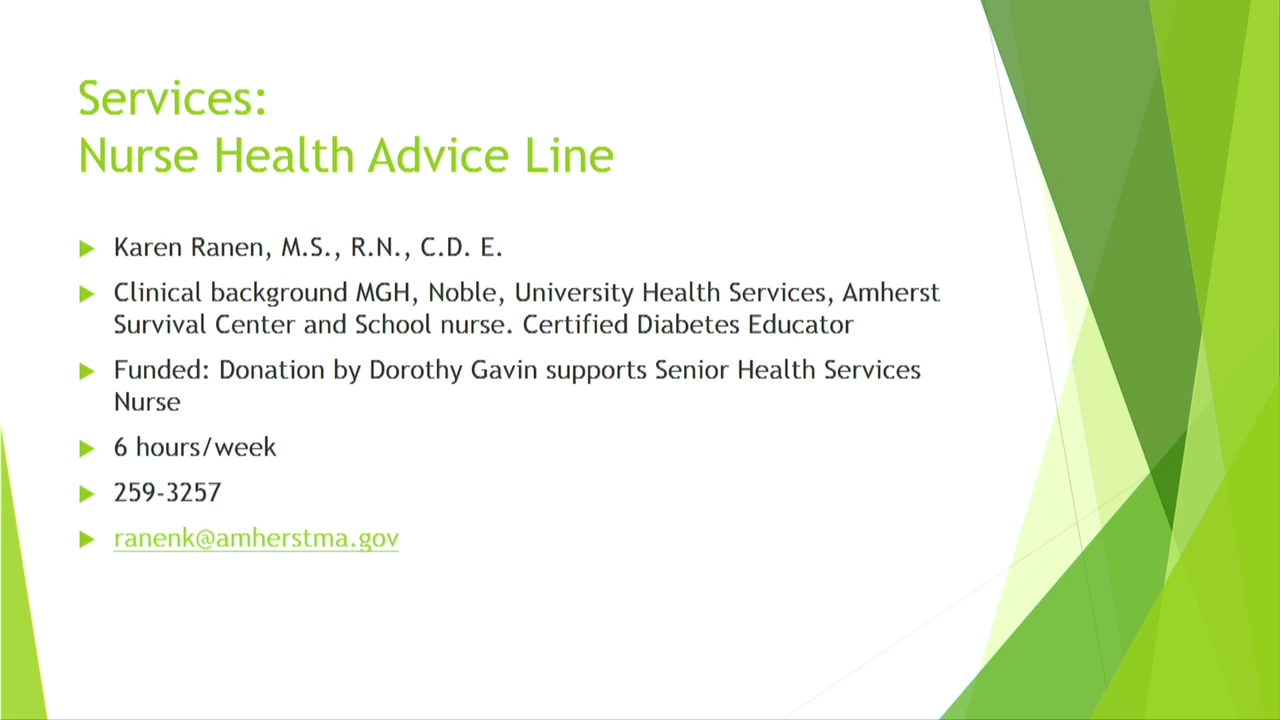 Services:
Nurse Health Advice Line
Karen Ranen, M.S., R.N., C.D. E.
Clinical background MGH, Noble, University Health Services, Amherst
Survival Center and School nurse. Certified Diabetes Educator
Funded: Donation by Dorothy Gavin supports Senior Health Services
Nurse
6 hours/week
259-3257
ranenk@amherstma.gov